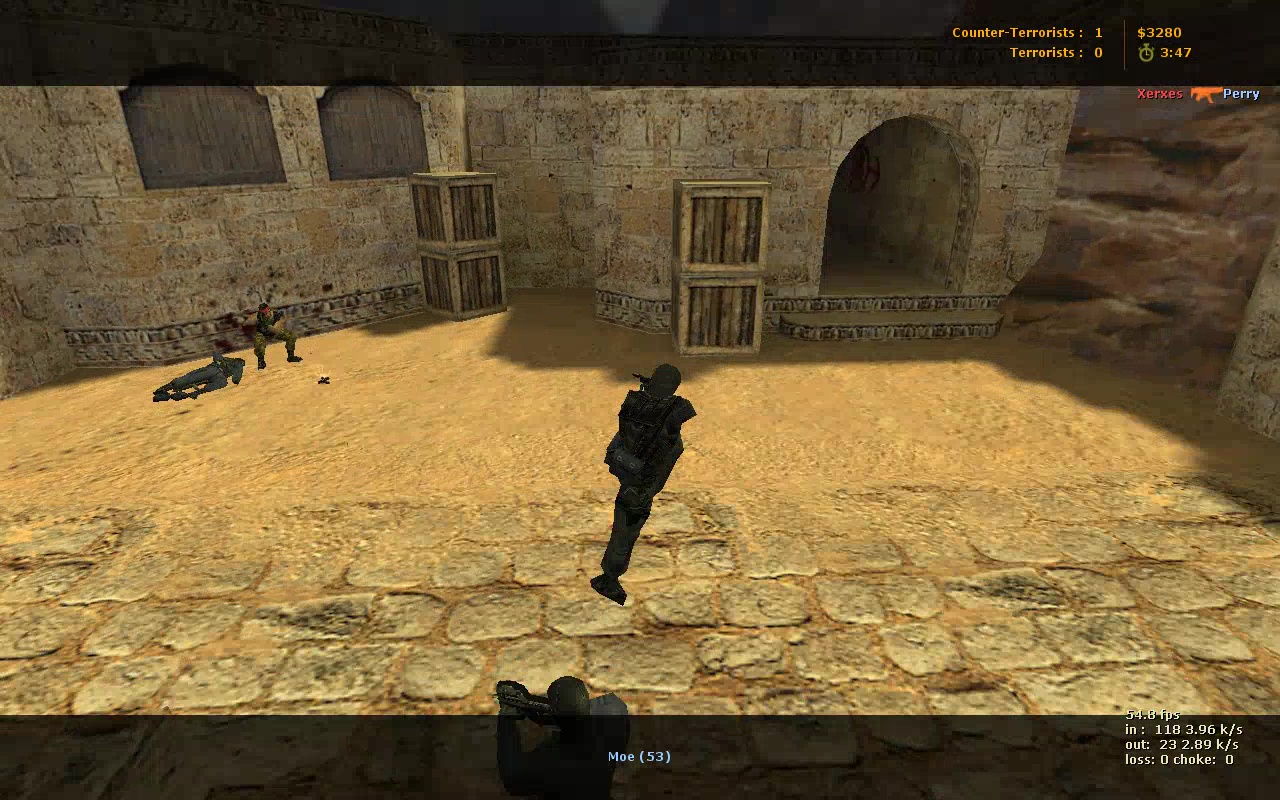 Counter-Terrorists : 1 $3280
Terrorists : 0 3:47
Xerxes Perry
54.8 fps
in : 118 3.96 k/s
out: 23 2.89 k/s
loss: 0 choke: 0
Moe (53)